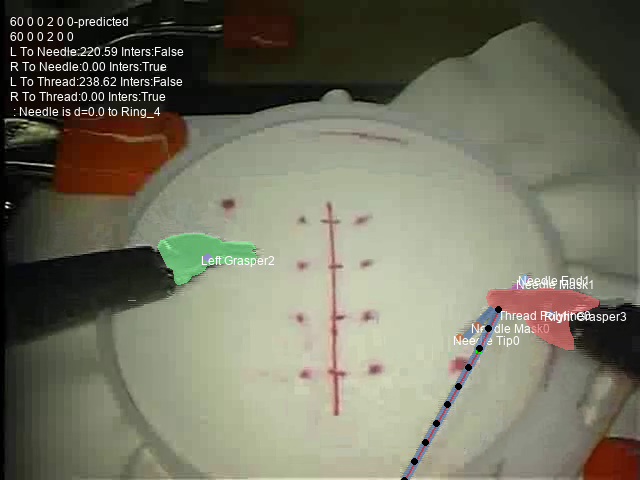 60 0 0 2 0 0-predicted
60 0 0 2 0 0
L To Needle:220.59 Inters:False
R To Needle:0.00 Inters:True
L To Thread:238.62 Inters:False
R To Thread:0.00 Inters:True
: Needle is d=0.0 to Ring_4
Left Grasper2
Needle End1
Needle Mask1
Thread
Grasper3
Needle Mask0
Needle Tip0